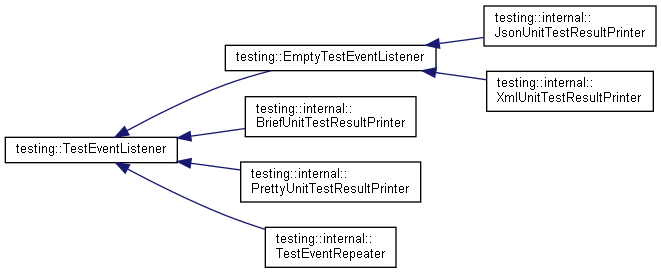 testing::internal::
JsonUnitTestResultPrinter
testing::EmptyTestEventListener
testing::internal::
XmlUnitTestResultPrinter
testing::internal::
BriefUnitTestResultPrinter
testing::TestEventListener
testing::internal::
PrettyUnitTestResultPrinter
testing::internal::
TestEventRepeater